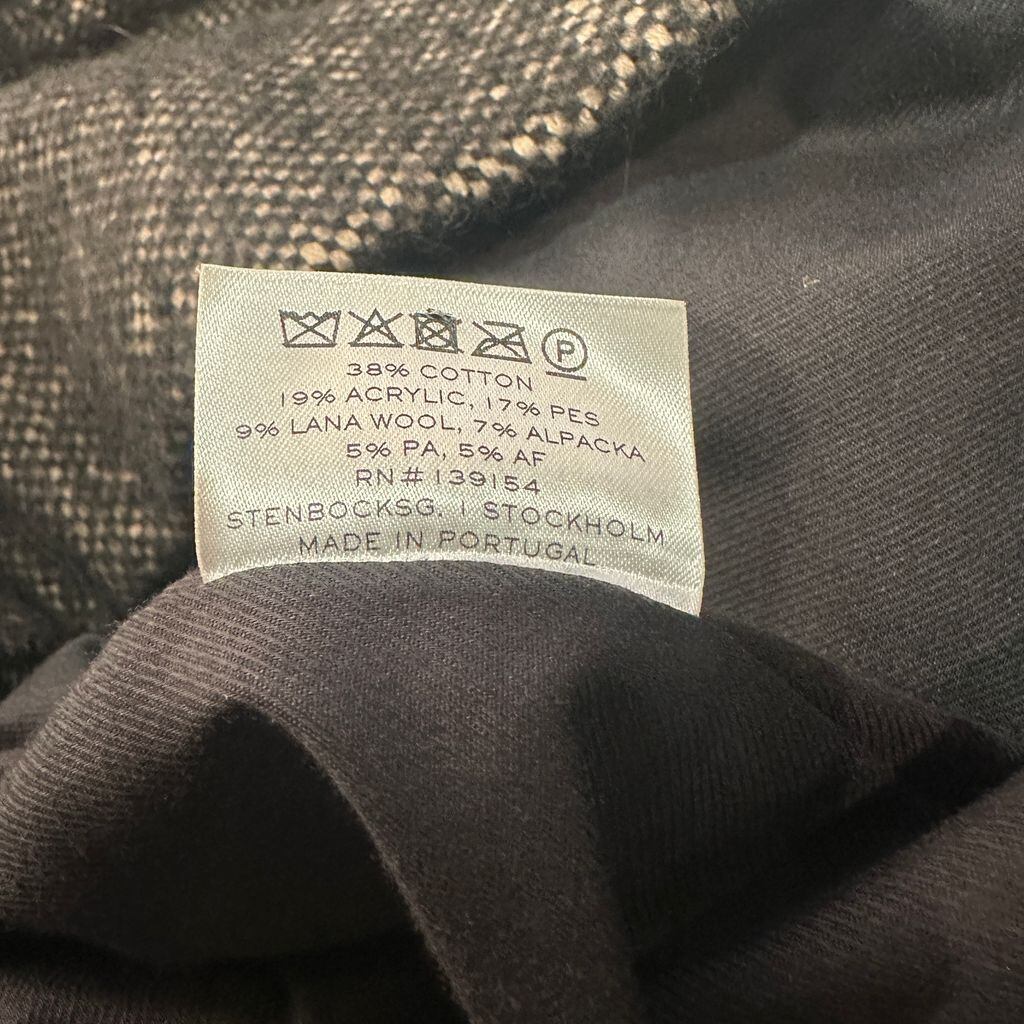 P
38% COTTON
19% ACRYLIC, 17% PES
9% LANA WOOL, 7% ALPACKA
5% PA, 5% AF
RN#139154
STENBOCKSG. 1 STOCKHOLM
MADE IN PORTUGAL